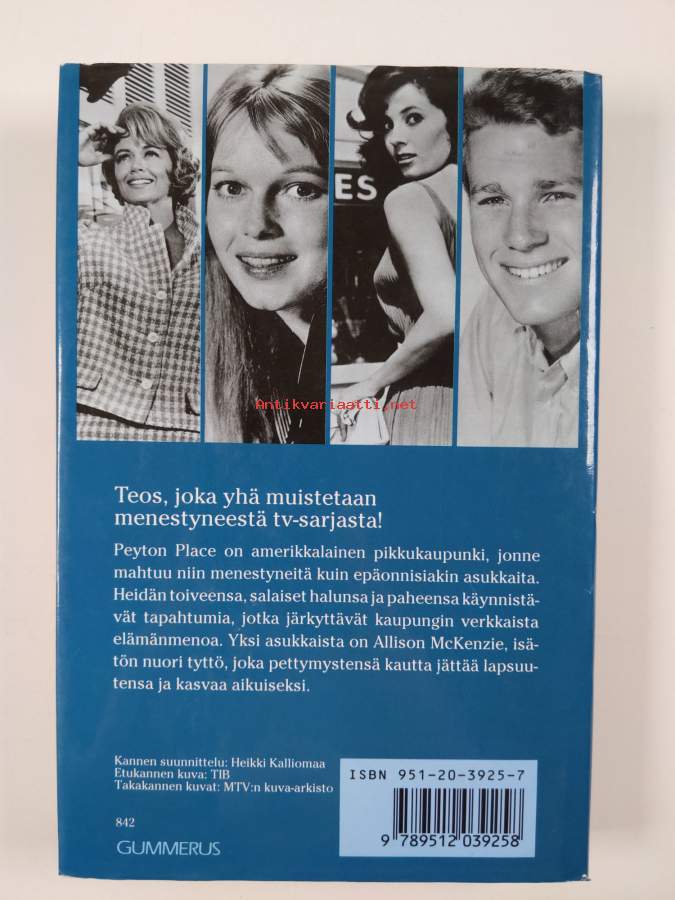 ES
Antikvariaatti.net
Teos, joka yhä muistetaan
menestyneestä tv-sarjasta!
Peyton Place on amerikkalainen pikkukaupunki, jonne
mahtuu niin menestyneitä kuin epäonnisiakin asukkaita.
Heidän toiveensa, salaiset halunsa ja paheensa käynnistä-
vät tapahtumia, jotka järkyttävät kaupungin verkkaista
elämänmenoa. Yksi asukkaista on Allison McKenzie, isä-
tön nuori tyttö, joka pettymystensä kautta jättää lapsuu-
tensa ja kasvaa aikuiseksi.
Kannen suunnittelu: Heikki Kalliomaa
Etukannen kuva: TIB
Takakannen kuvat: MTV:n kuva-arkisto
842
GUMMERUS
ISBN 951-20-3925-7
9 789512 039258